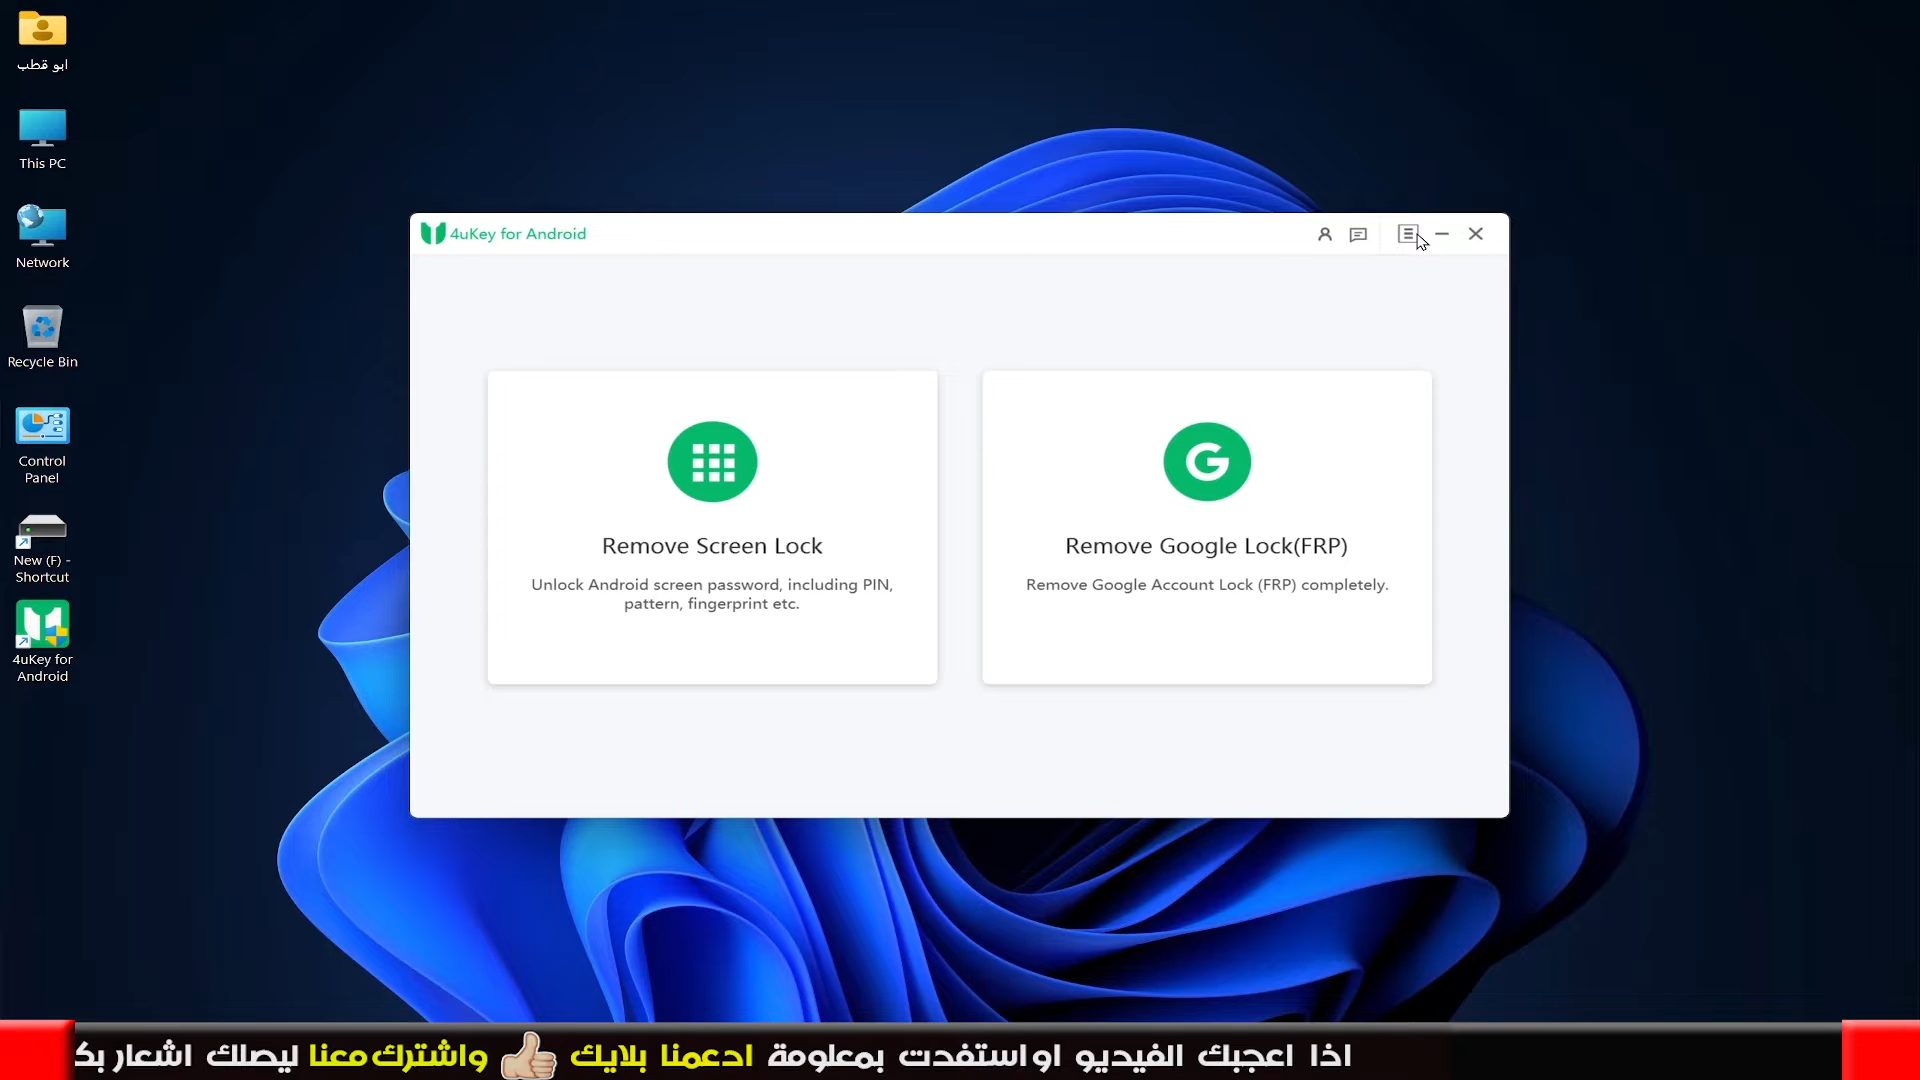 ابو قطب
This PC
Network
Recycle Bin
Control
Panel
New (F) -
Shortcut
4uKey for
Android
4uKey for Android
Remove Screen Lock
Unlock Android screen password, including PIN,
pattern, fingerprint etc.
Remove Google Lock(FRP)
Remove Google Account Lock (FRP) completely.
اذا اعجبك الفيديو او استفدت بمعلومة ادعمنا بلايك واشترك معنا ليصلك اشعار بك